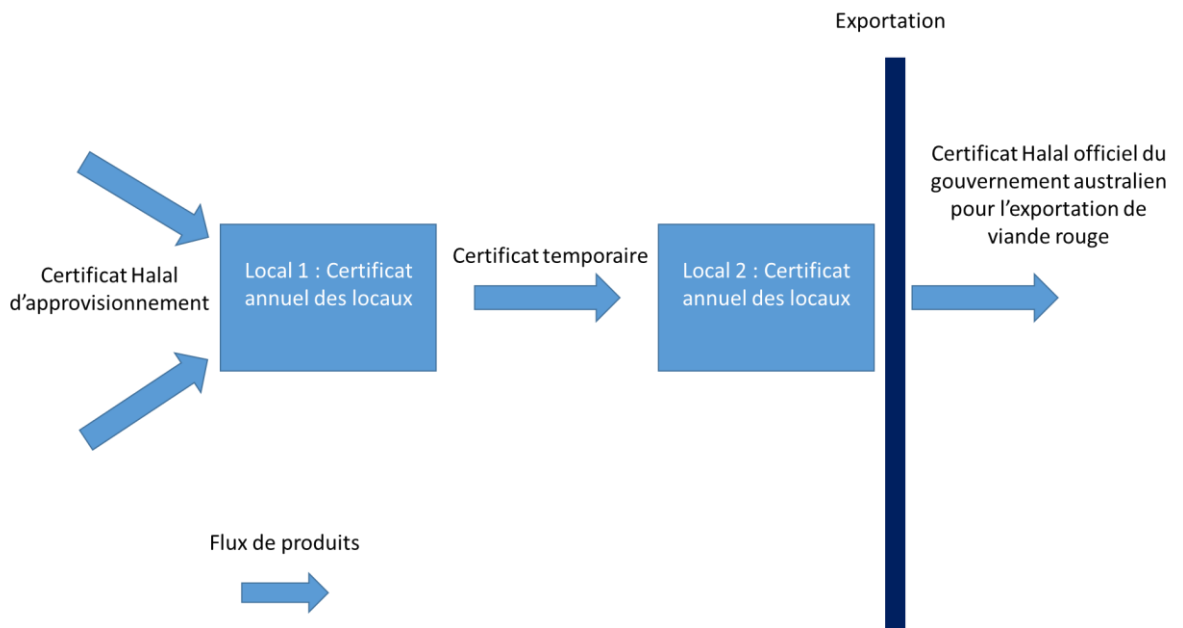 Exportation
Certificat Halal officiel du
gouvernement australien
pour l'exportation de
viande rouge
Certificat Halal
d'approvisionnement
Local 1 : Certificat
annuel des locaux
Certificat temporaire
Local 2 : Certificat
annuel des locaux
Flux de produits